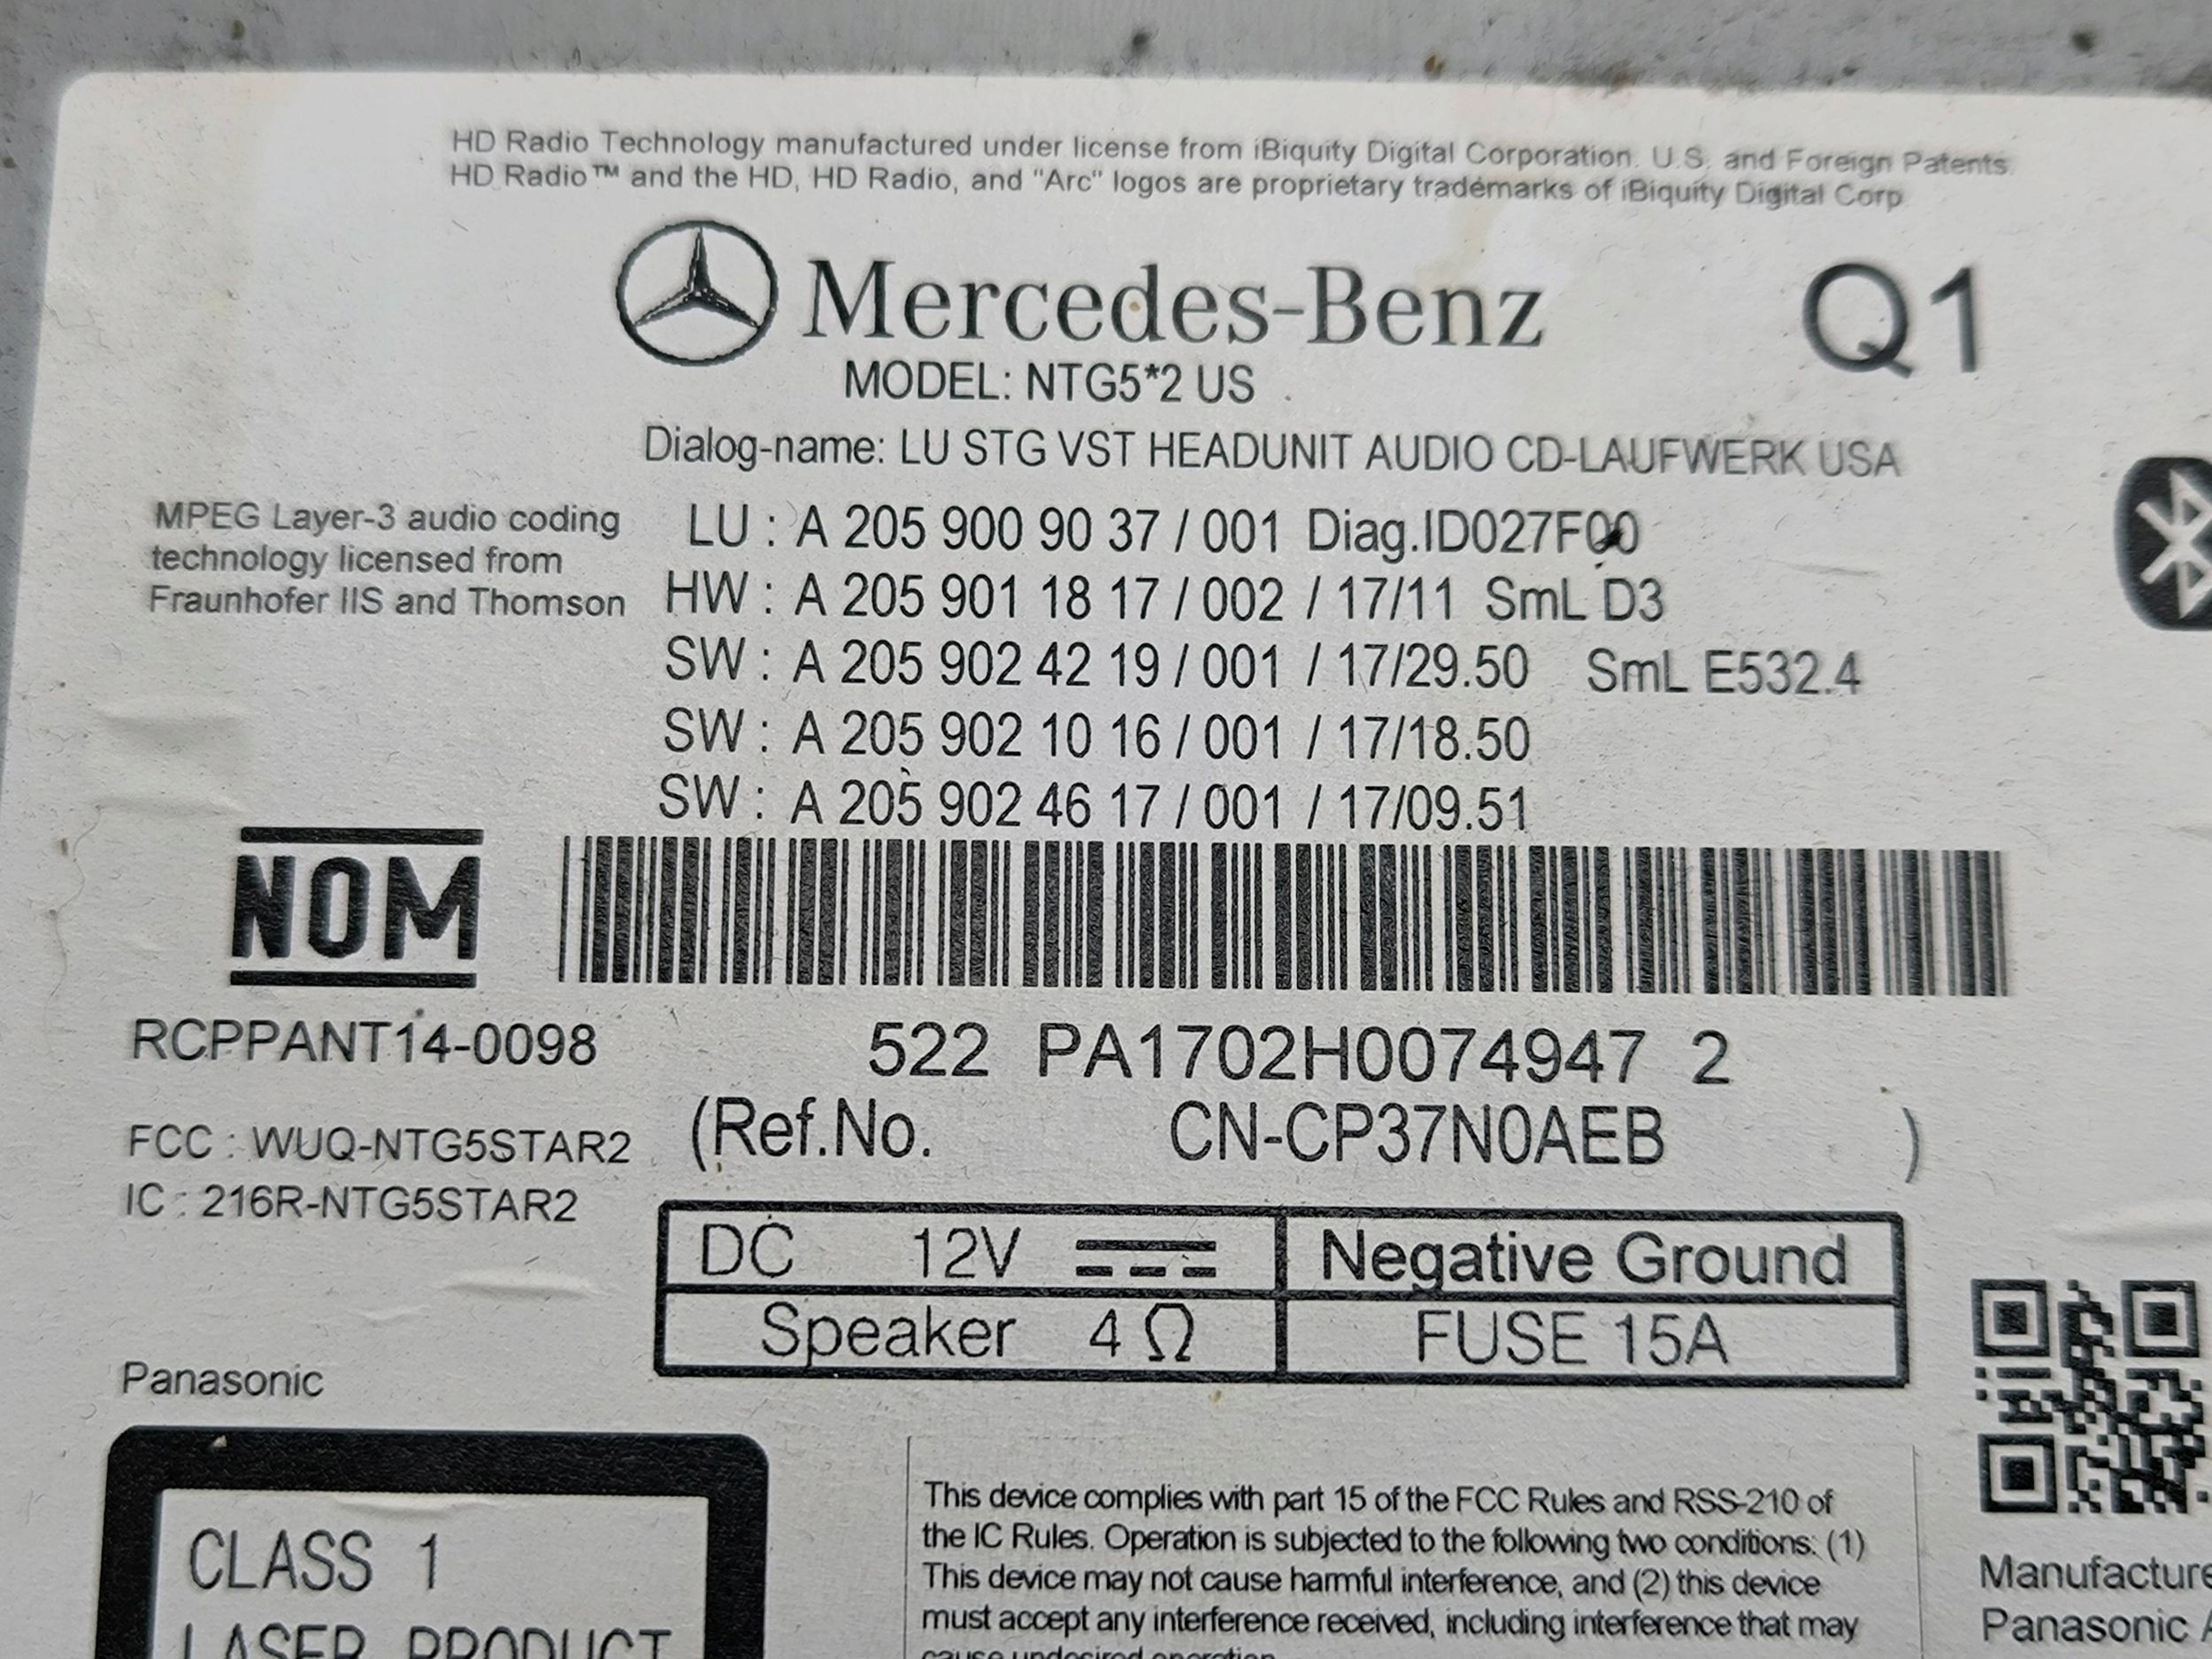 HD Radio Technology manufactured under license from iBiquity Digital Corporation. U.S. and Foreign Patents.
HD Radio™ and the HD, HD Radio, and "Arc" logos are proprietary trademarks of iBiquity Digital Corp.
Mercedes-Benz
Q1
MODEL: NTG5*2 US
Dialog-name: LU STG VST HEADUNIT AUDIO CD-LAUFWERK USA
MPEG Layer-3 audio coding
technology licensed from
Fraunhofer IIS and Thomson
LU : A 205 900 90 37 / 001 Diag.ID027F00
HW : A 205 901 18 17 / 002 / 17/11 SmL D3
SW : A 205 902 42 19 / 001 / 17/29.50 SmL E532.4
SW : A 205 902 10 16 / 001 / 17/18.50
SW : A 205 902 46 17 / 001 / 17/09.51
NOM
RCPPANT14-0098
522 PA1702H0074947 2
(Ref.No. CN-CP37N0AEB )
FCC : WUQ-NTG5STAR2
IC : 216R-NTG5STAR2
DC 12V Negative Ground
Speaker 4 Ω FUSE 15A
Panasonic
CLASS 1
LASER PRODUCT
This device complies with part 15 of the FCC Rules and RSS-210 of
the IC Rules. Operation is subjected to the following two conditions: (1)
This device may not cause harmful interference, and (2) this device
must accept any interference received, including interference that may
cause undesired operation.
Manufacture
Panasonic A